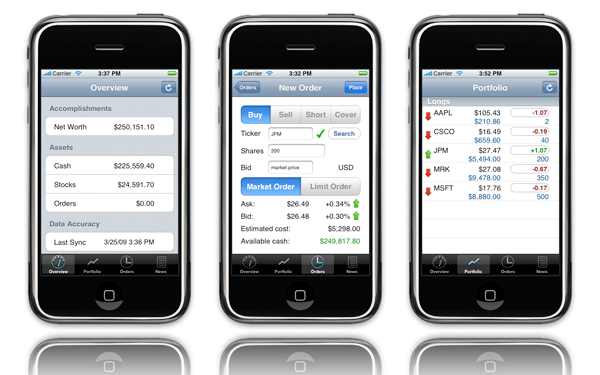 Carrier 3:37 PM
Overview
Accomplishments
Net Worth $250,151.10
Assets
Cash $225,559.40
Stocks $24,591.70
Orders $0.00
Data Accuracy
Last Sync 3/25/09 3:36 PM
Overview Portfolio Orders News
Carrier 3:32 PM
Orders New Order Place
Buy Sell Short Cover
Ticker JPM Search
Shares 200
Bid market price USD
Market Order Limit Order
Ask: $26.49 +0.34%
Bid: $26.48 +0.30%
Estimated cost: $5,298.00
Available cash: $249,817.80
Overview Portfolio Orders News
Carrier 3:52 PM
Portfolio
Longs
AAPL $105.43 -1.07
$210.86 2
CSCO $16.49 -0.19
$659.60 40
JPM $27.47 +1.07
$5,494.00 200
MRK $27.08 -0.67
$9,478.00 350
MSFT $17.76 -0.17
$8,880.00 500
Overview Portfolio Orders News